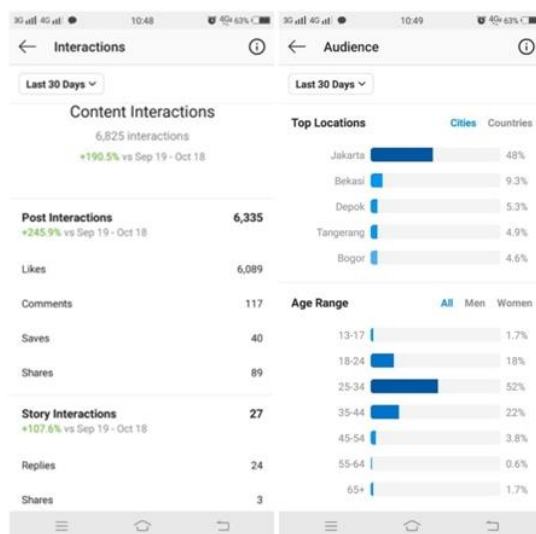 3G 4G 10:48 4G 63%
Interactions
Last 30 Days
Content Interactions
6,825 interactions
+190.5% vs Sep 19 - Oct 18
Post Interactions 6,335
+245.9% vs Sep 19 - Oct 18
Likes 6,089
Comments 117
Saves 40
Shares 89
Story Interactions 27
+107.6% vs Sep 19 - Oct 18
Replies 24
Shares 3
3G 4G 10:49 4G 63%
Audience
Last 30 Days
Top Locations Cities Countries
Jakarta 48%
Bekasi 9.3%
Depok 5.3%
Tangerang 4.9%
Bogor 4.6%
Age Range All Men Women
13-17 1.7%
18-24 18%
25-34 52%
35-44 22%
45-54 3.8%
55-64 0.6%
65+ 1.7%